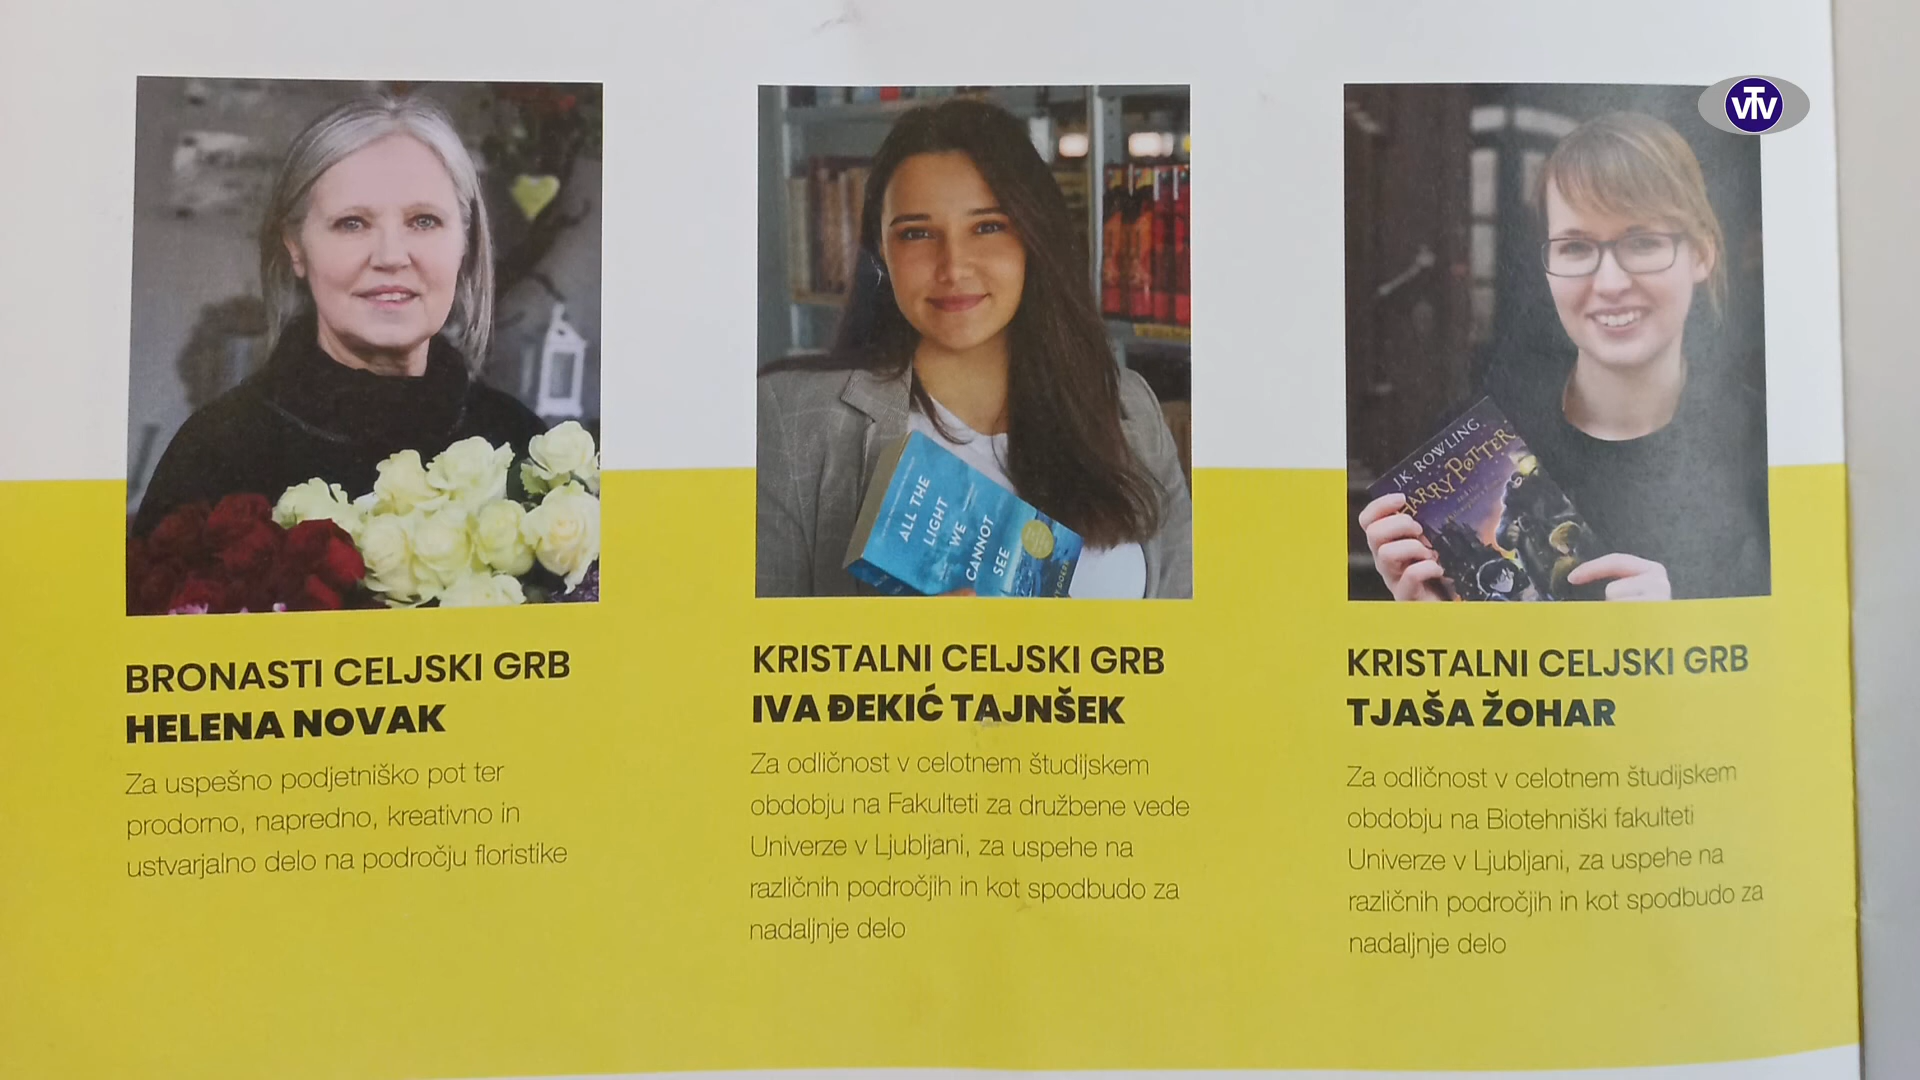 VTV
ALL THE
LIGHT
WE
CANNOT
SEE
J.K. ROWLING
HARRY POTTER
BRONASTI CELJSKI GRB
HELENA NOVAK
Za uspešno podjetniško pot ter
prodorno, napredno, kreativno in
ustvarjalno delo na področju floristike
KRISTALNI CELJSKI GRB
IVA ĐEKIĆ TAJNŠEK
Za odličnost v celotnem študijskem
obdobju na Fakulteti za družbene vede
Univerze v Ljubljani, za uspehe na
različnih področjih in kot spodbudo za
nadaljnje delo
KRISTALNI CELJSKI GRB
TJAŠA ŽOHAR
Za odličnost v celotnem študijskem
obdobju na Biotehniški fakulteti
Univerze v Ljubljani, za uspehe na
različnih področjih in kot spodbudo za
nadaljnje delo